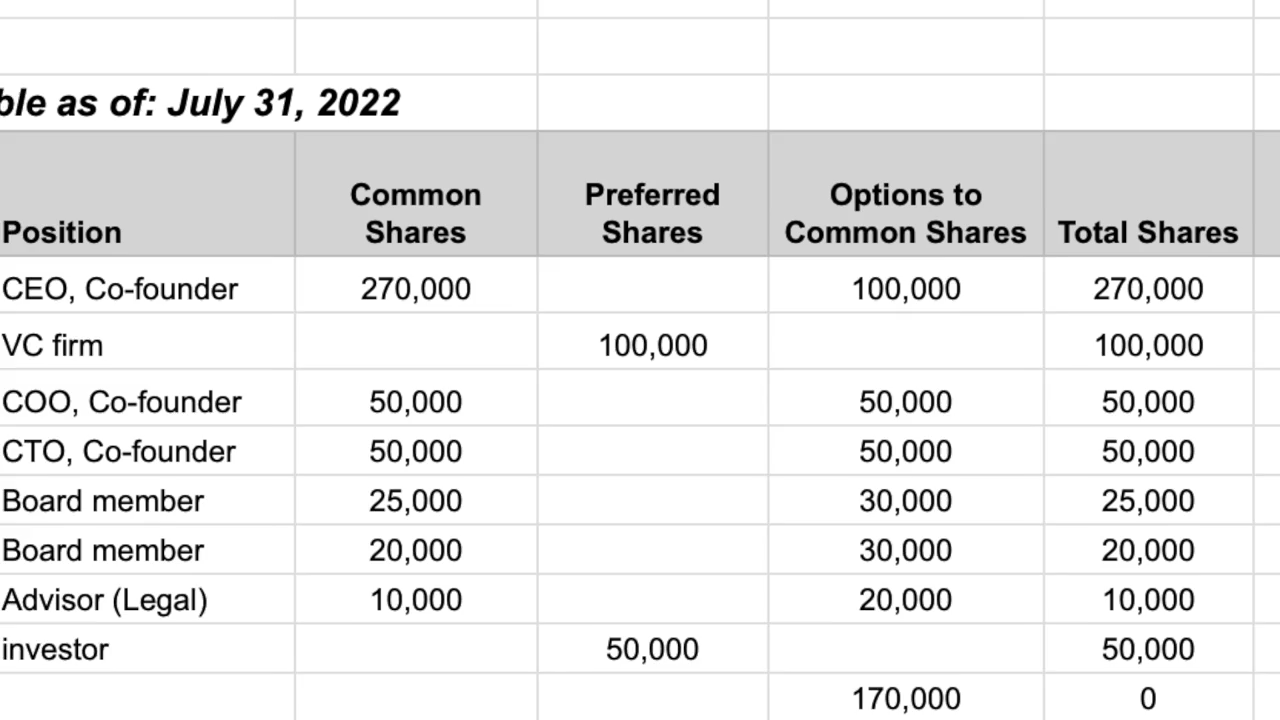 ble as of: July 31, 2022
Common Preferred Options to
Position Shares Shares Common Shares Total Shares
CEO, Co-founder 270,000 100,000 270,000
VC firm 100,000 100,000
COO, Co-founder 50,000 50,000 50,000
CTO, Co-founder 50,000 50,000 50,000
Board member 25,000 30,000 25,000
Board member 20,000 30,000 20,000
Advisor (Legal) 10,000 20,000 10,000
investor 50,000 50,000
170,000 0